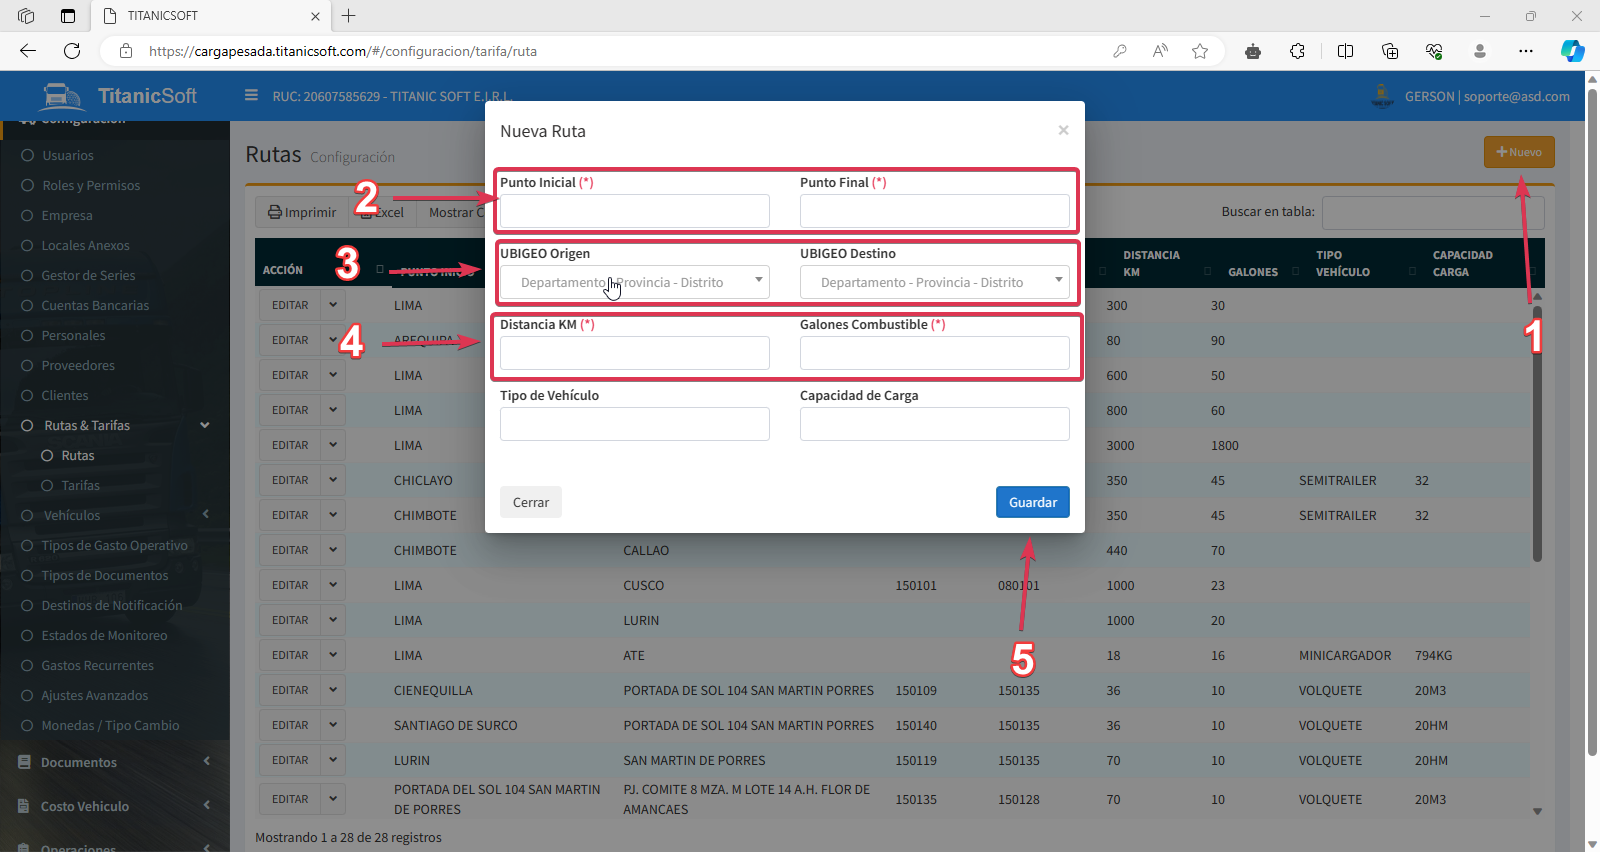 TITANICSOFT
https://cargapesada.titanicsoft.com/#/configuracion/tarifa/ruta
TitanicSoft
RUC: 20607585629 - TITANIC SOFT E.I.R.L.
GERSON | soporte@asd.com
Configuración
Usuarios
Roles y Permisos
Empresa
Locales Anexos
Gestor de Series
Cuentas Bancarias
Personales
Proveedores
Clientes
Rutas & Tarifas
Rutas
Tarifas
Vehículos
Tipos de Gasto Operativo
Tipos de Documentos
Destinos de Notificación
Estados de Monitoreo
Gastos Recurrentes
Ajustes Avanzados
Monedas / Tipo Cambio
Documentos
Costo Vehiculo
Operaciones
Rutas Configuración
+Nuevo
Imprimir
Excel
Mostrar
Buscar en tabla:
Nueva Ruta
×
Punto Inicial (*)
Punto Final (*)
UBIGEO Origen
UBIGEO Destino
Departamento - Provincia - Distrito
Departamento - Provincia - Distrito
Distancia KM (*)
Galones Combustible (*)
Tipo de Vehículo
Capacidad de Carga
Cerrar
Guardar
1
2
3
4
5
ACCIÓN PUNTO INICIO DISTANCIA KM GALONES TIPO VEHÍCULO CAPACIDAD CARGA
EDITAR LIMA 300 30
EDITAR AREQUIPA 80 90
EDITAR LIMA 600 50
EDITAR LIMA 800 60
EDITAR LIMA 3000 1800
EDITAR CHICLAYO 350 45 SEMITRAILER 32
EDITAR CHIMBOTE 350 45 SEMITRAILER 32
EDITAR CHIMBOTE CALLAO 440 70
EDITAR LIMA CUSCO 150101 080101 1000 23
EDITAR LIMA LURIN 1000 20
EDITAR LIMA ATE 18 16 MINICARGADOR 794KG
EDITAR CIENEQUILLA PORTADA DE SOL 104 SAN MARTIN PORRES 150109 150135 36 10 VOLQUETE 20M3
EDITAR SANTIAGO DE SURCO PORTADA DE SOL 104 SAN MARTIN PORRES 150140 150135 36 10 VOLQUETE 20HM
EDITAR LURIN SAN MARTIN DE PORRES 150119 150135 70 10 VOLQUETE 20HM
EDITAR PORTADA DEL SOL 104 SAN MARTIN DE PORRES PJ. COMITE 8 MZA. M LOTE 14 A.H. FLOR DE AMANCAES 150135 150128 70 10 VOLQUETE 20M3
Mostrando 1 a 28 de 28 registros